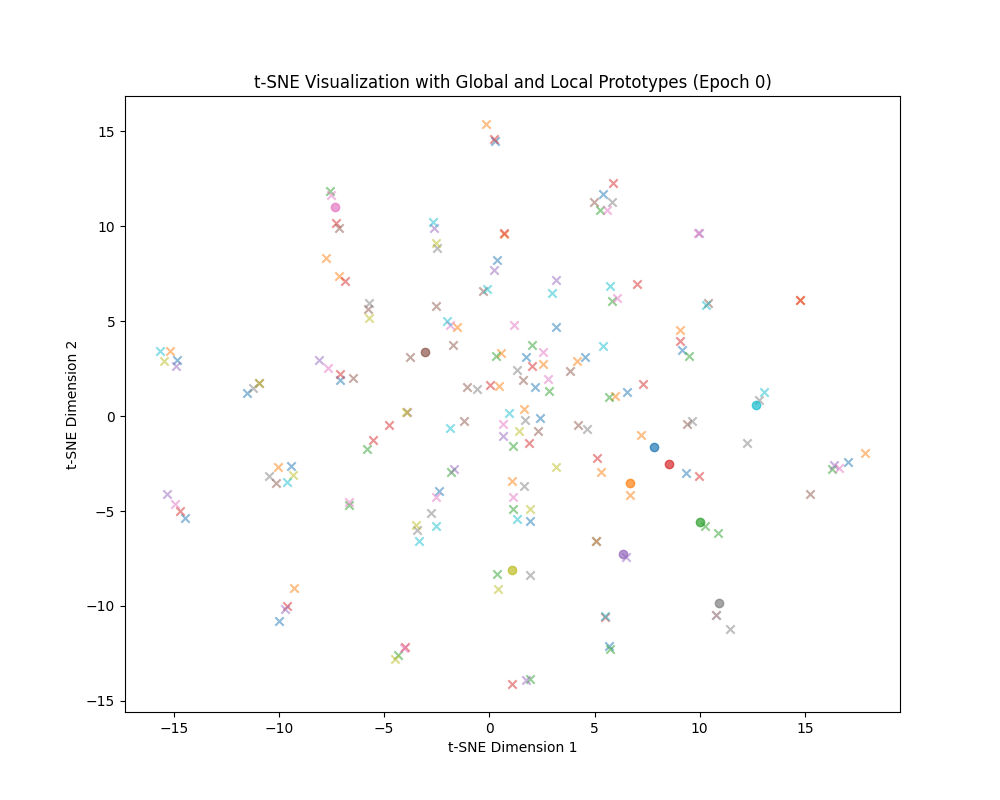 t-SNE Visualization with Global and Local Prototypes (Epoch 0)
15
10
5
0
−5
−10
−15
t-SNE Dimension 2
−15 −10 −5 0 5 10 15
t-SNE Dimension 1